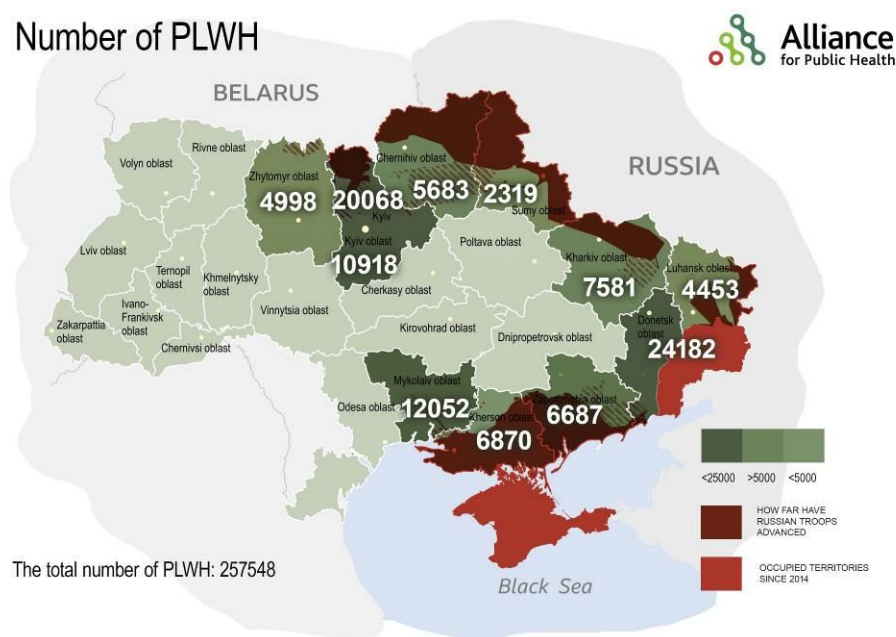 Number of PLWH
Alliance
for Public Health
BELARUS
RUSSIA
Volyn oblast
Rivne oblast
Zhytomyr oblast
4998
20068
Kyiv
Kyiv oblast
10918
Chernihiv oblast
5683
2319
Sumy oblast
Lviv oblast
Ternopil
oblast
Khmelnytsky
oblast
Poltava oblast
Kharkiv oblast
7581
Luhansk oblast
4453
Ivano-
Frankivsk
oblast
Zakarpattia
oblast
Chernivsi oblast
Vinnytsia oblast
Cherkasy oblast
Kirovohrad oblast
Dnipropetrovsk oblast
Donetsk
oblast
24182
Mykolaiv oblast
12052
Odesa oblast
Kherson oblast
6870
Zaporizhzhia oblast
6687
<25000 >5000 <5000
HOW FAR HAVE
RUSSIAN TROOPS
ADVANCED
OCCUPIED TERRITORIES
SINCE 2014
The total number of PLWH: 257548
Black Sea